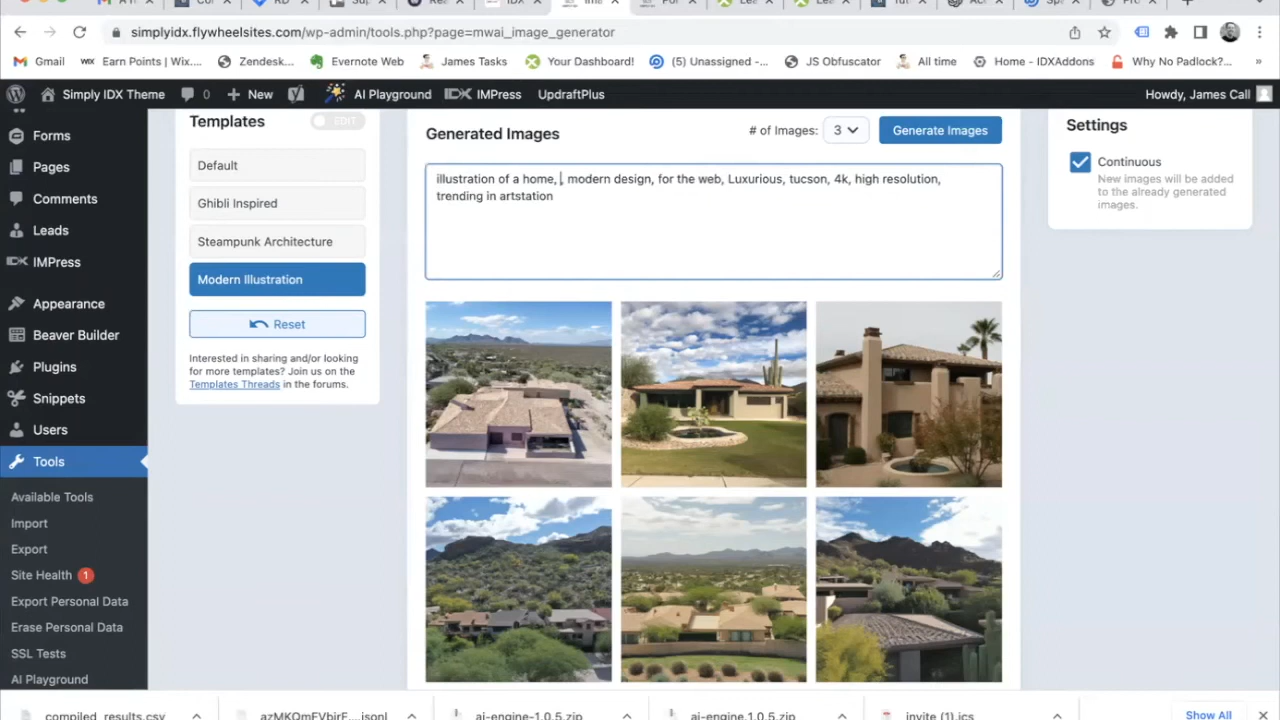 simplyidx.flywheelsites.com/wp-admin/tools.php?page=mwai_image_generator
Gmail
WIX Earn Points | Wix....
Zendesk...
Evernote Web
James Tasks
Your Dashboard!
(5) Unassigned -...
JS Obfuscator
All time
Home - IDXAddons
Why No Padlock?...
»
Simply IDX Theme
0
New
AI Playground
IDX IMPress
UpdraftPlus
Howdy, James Call
Forms
Pages
Comments
Leads
IDX IMPress
Appearance
Beaver Builder
Plugins
Snippets
Users
Tools
Available Tools
Import
Export
Site Health 1
Export Personal Data
Erase Personal Data
SSL Tests
AI Playground
Templates
EDIT
Default
Ghibli Inspired
Steampunk Architecture
Modern Illustration
Reset
Interested in sharing and/or looking
for more templates? Join us on the
Templates Threads in the forums.
Generated Images
# of Images: 3
Generate Images
illustration of a home, , modern design, for the web, Luxurious, tucson, 4k, high resolution,
trending in artstation
Settings
Continuous
New images will be
added to the already generated
images.
compiled_results.csv
azMKQmFVbirF....jsonl
ai-engine-1.0.5.zip
ai-engine.1.0.5.zip
invite (1).ics
Show All